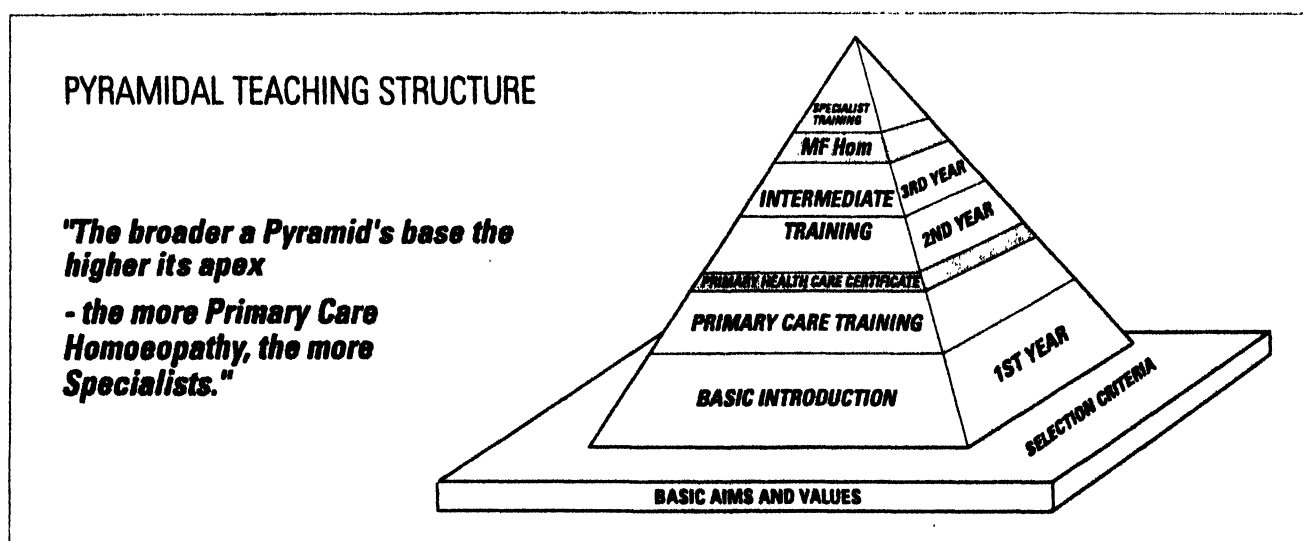 PYRAMIDAL TEACHING STRUCTURE
"The broader a Pyramid's base the
higher its apex
- the more Primary Care
Homoeopathy, the more
Specialists."
SPECIALIST
TRAINING
MF Hom
INTERMEDIATE
TRAINING
PRIMARY HEALTH CARE CERTIFICATE
PRIMARY CARE TRAINING
BASIC INTRODUCTION
3RD YEAR
2ND YEAR
1ST YEAR
SELECTION CRITERIA
BASIC AIMS AND VALUES